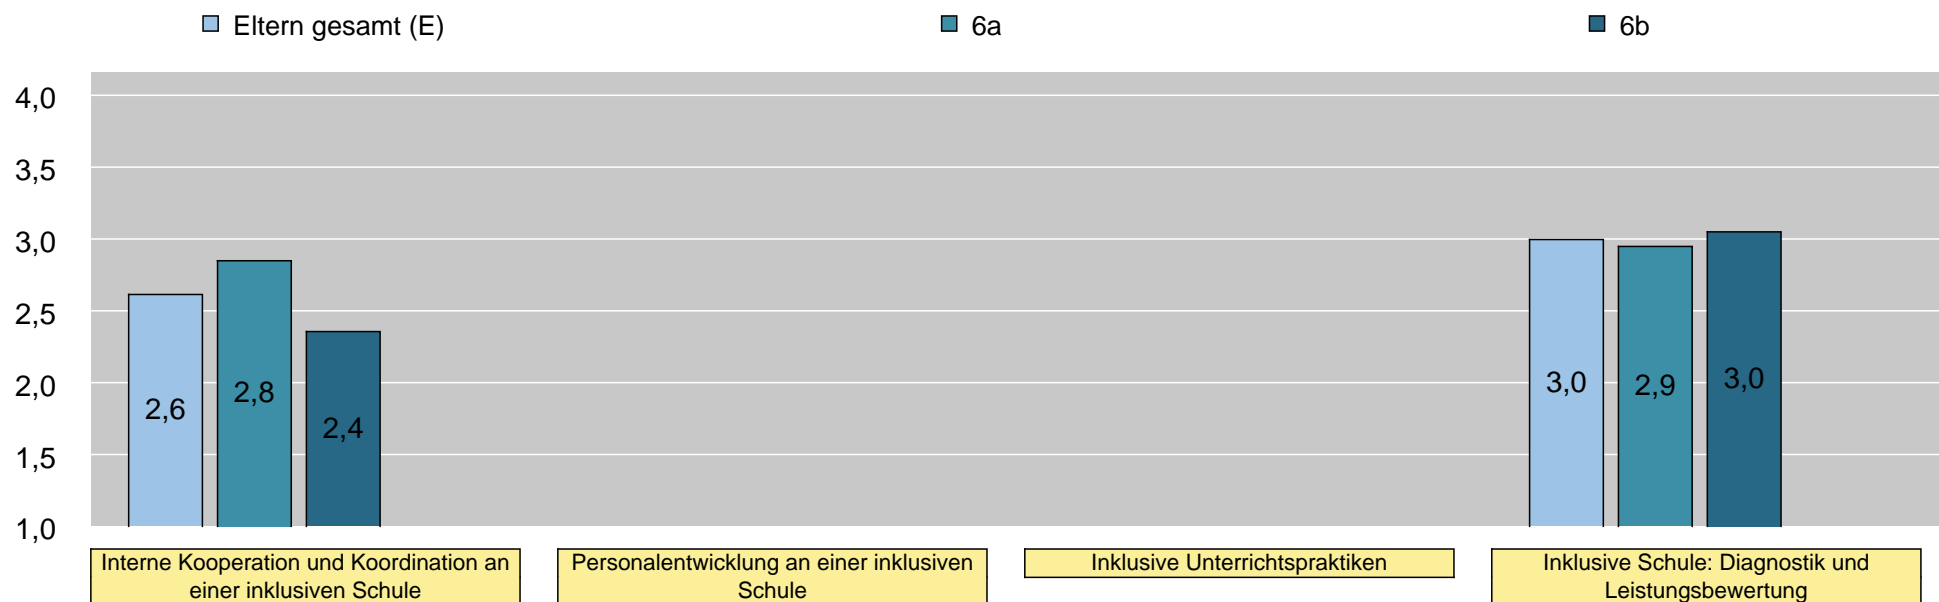 Eltern gesamt (E)
6a
6b
4,0
3,5
3,0
2,5
2,0
1,5
1,0
2,6
2,8
2,4
3,0
2,9
3,0
Interne Kooperation und Koordination an
einer inklusiven Schule
Personalentwicklung an einer inklusiven
Schule
Inklusive Unterrichtspraktiken
Inklusive Schule: Diagnostik und
Leistungsbewertung